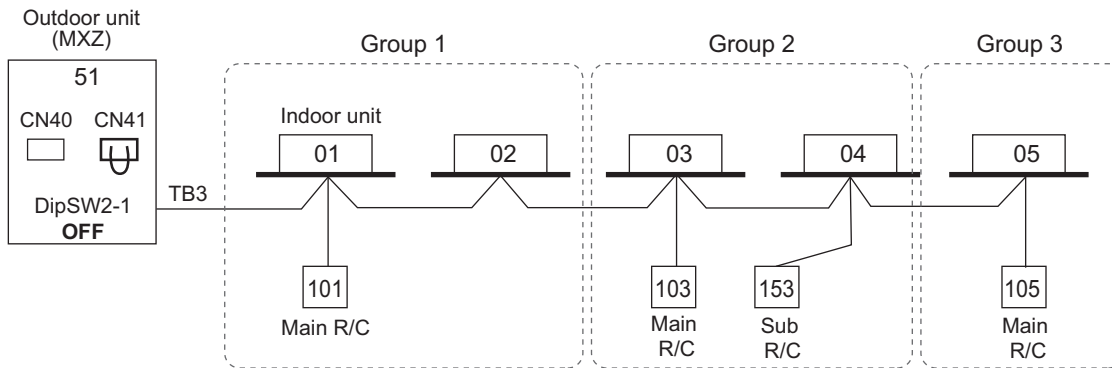 Outdoor unit
(MXZ)
51
CN40 CN41
DipSW2-1
OFF
TB3
Group 1
Indoor unit
01
02
101
Main R/C
Group 2
03
04
103
Main
R/C
153
Sub
R/C
Group 3
05
105
Main
R/C